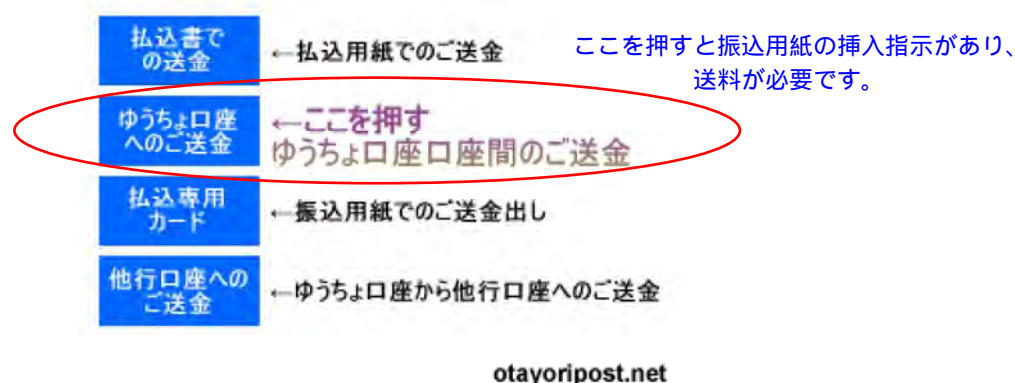 払込書で
の送金
←払込用紙でのご送金
ここを押すと振込用紙の挿入指示があり、
送料が必要です。
ゆうちょ口座
へのご送金
←ここを押す
ゆうちょ口座口座間のご送金
払込専用
カード
←振込用紙でのご送金出し
他行口座への
ご送金
←ゆうちょ口座から他行口座へのご送金
otayoripost.net